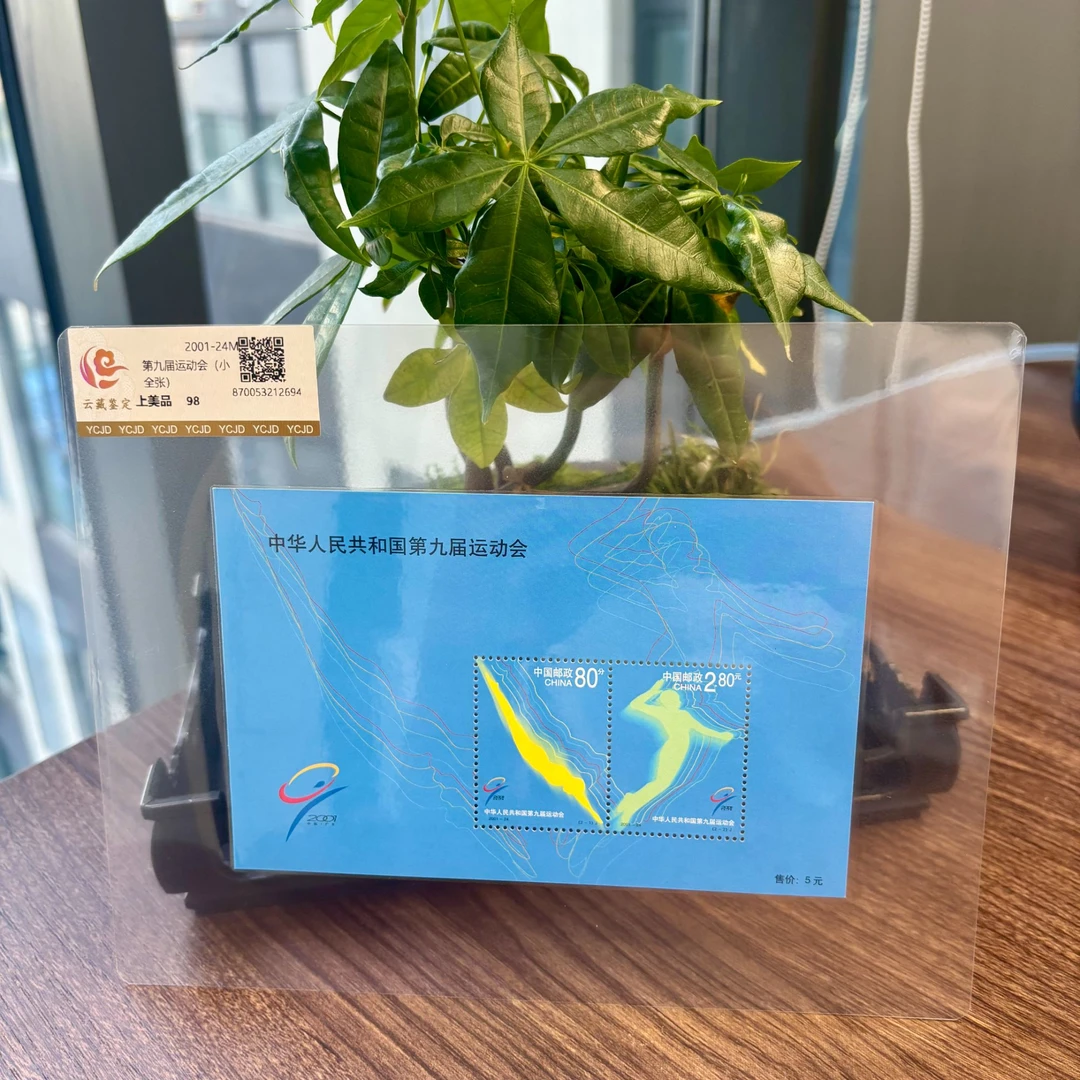 2001-24M
第九届运动会（小
全张）
870053212694
云藏鉴定 上美品 98
YCJD YCJD YCJD YCJD YCJD YCJD YCJD
中华人民共和国第九届运动会
中国邮政 80分
CHINA
中国邮政 280元
CHINA
中华人民共和国第九届运动会
2001-24
中华人民共和国第九届运动会
2001
售价: 5元